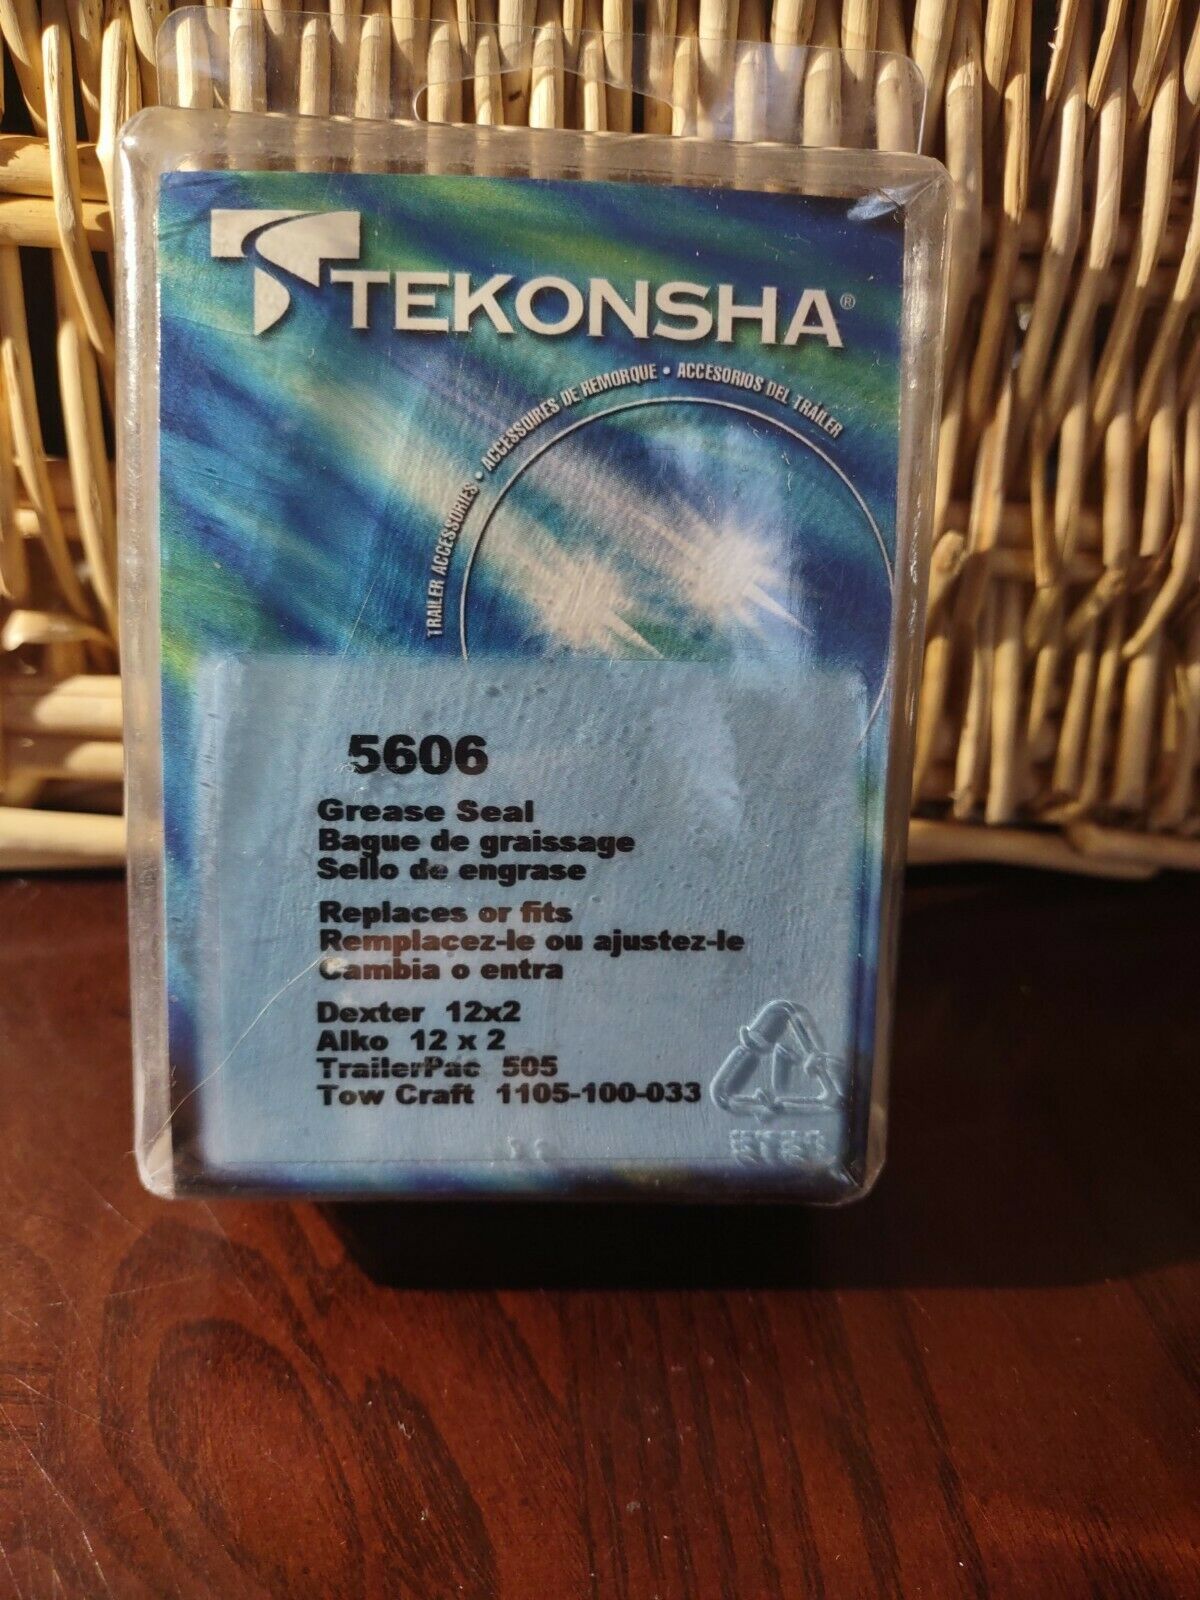 TEKONSHA®
TRAILER ACCESSORIES • ACCESSOIRES DE REMORQUE • ACCESORIOS DEL TRÁILER
5606
Grease Seal
Bague de graissage
Sello de engrase
Replaces or fits
Remplacez-le ou ajustez-le
Cambia o entra
Dexter 12x2
Alko 12 x 2
TrailerPac 505
Tow Craft 1105-100-033